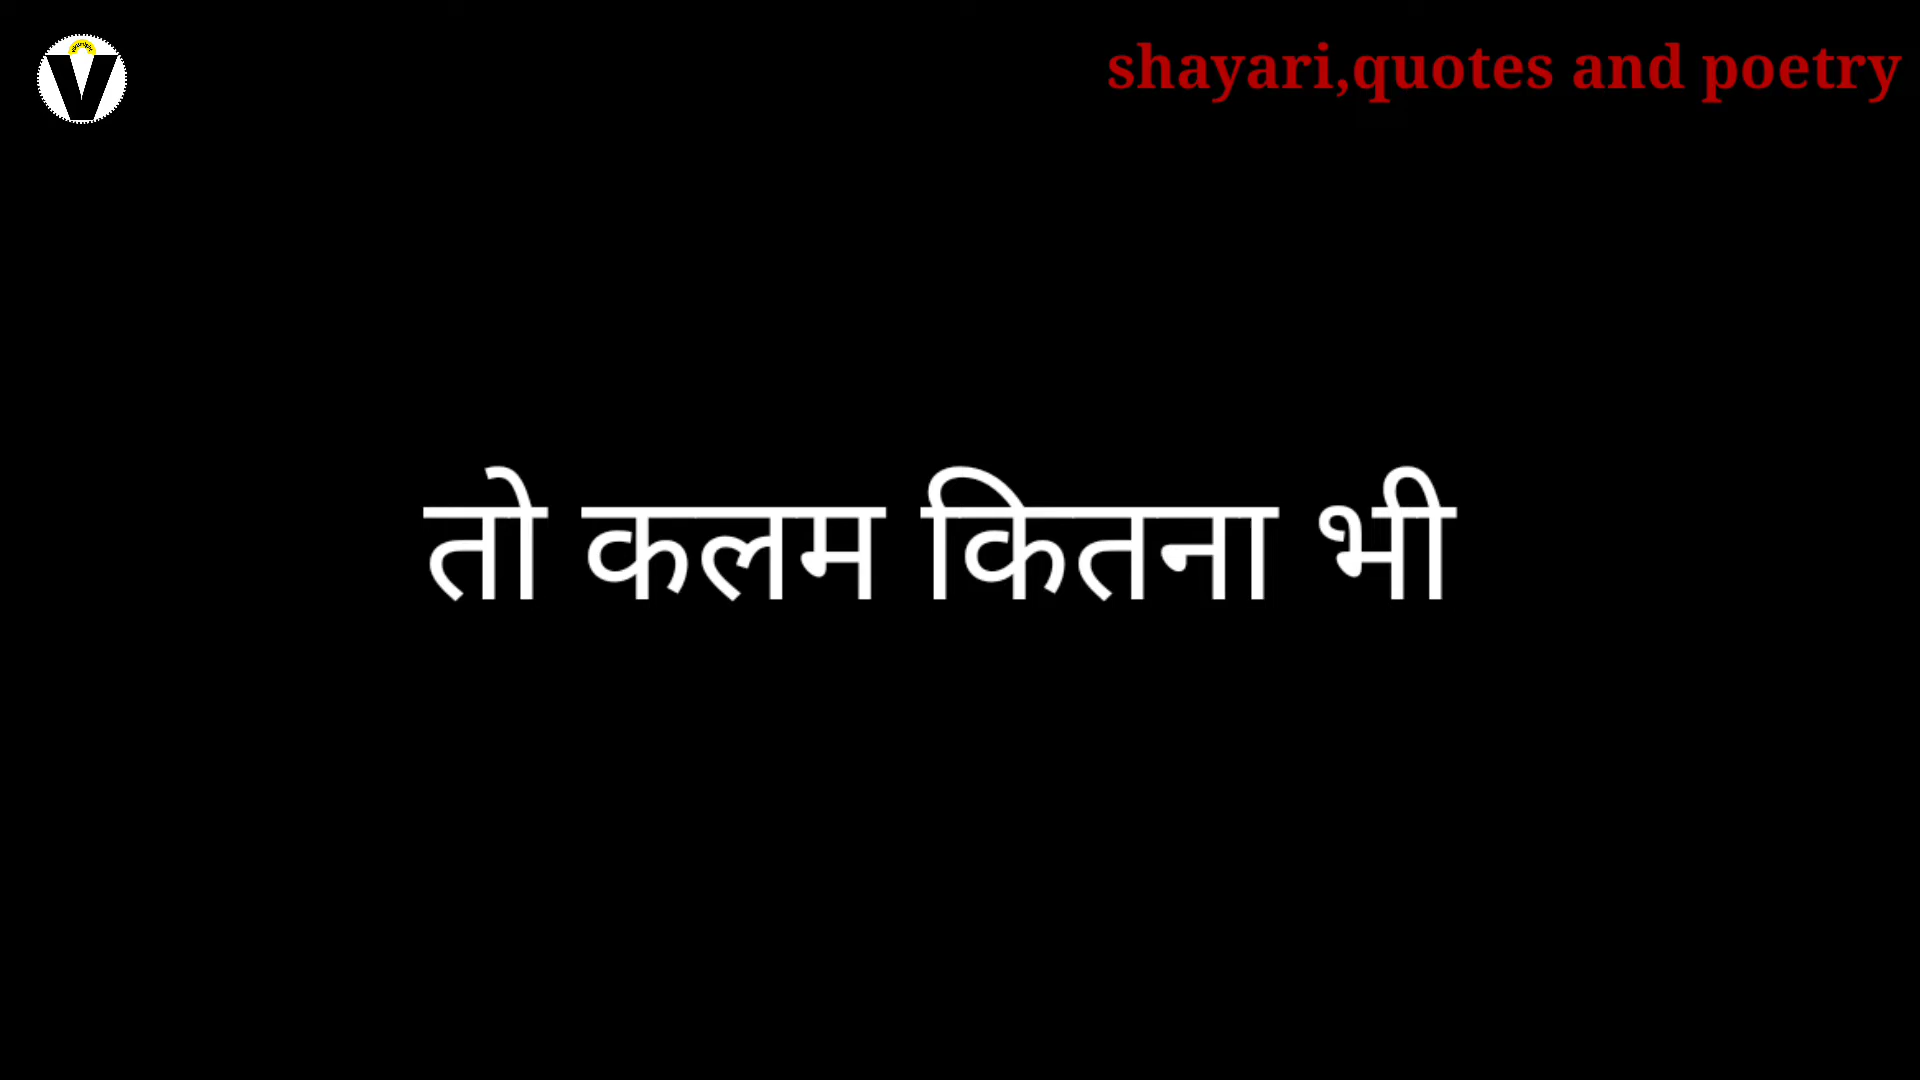 V
shayari,quotes and poetry
तो कलम कितना भी